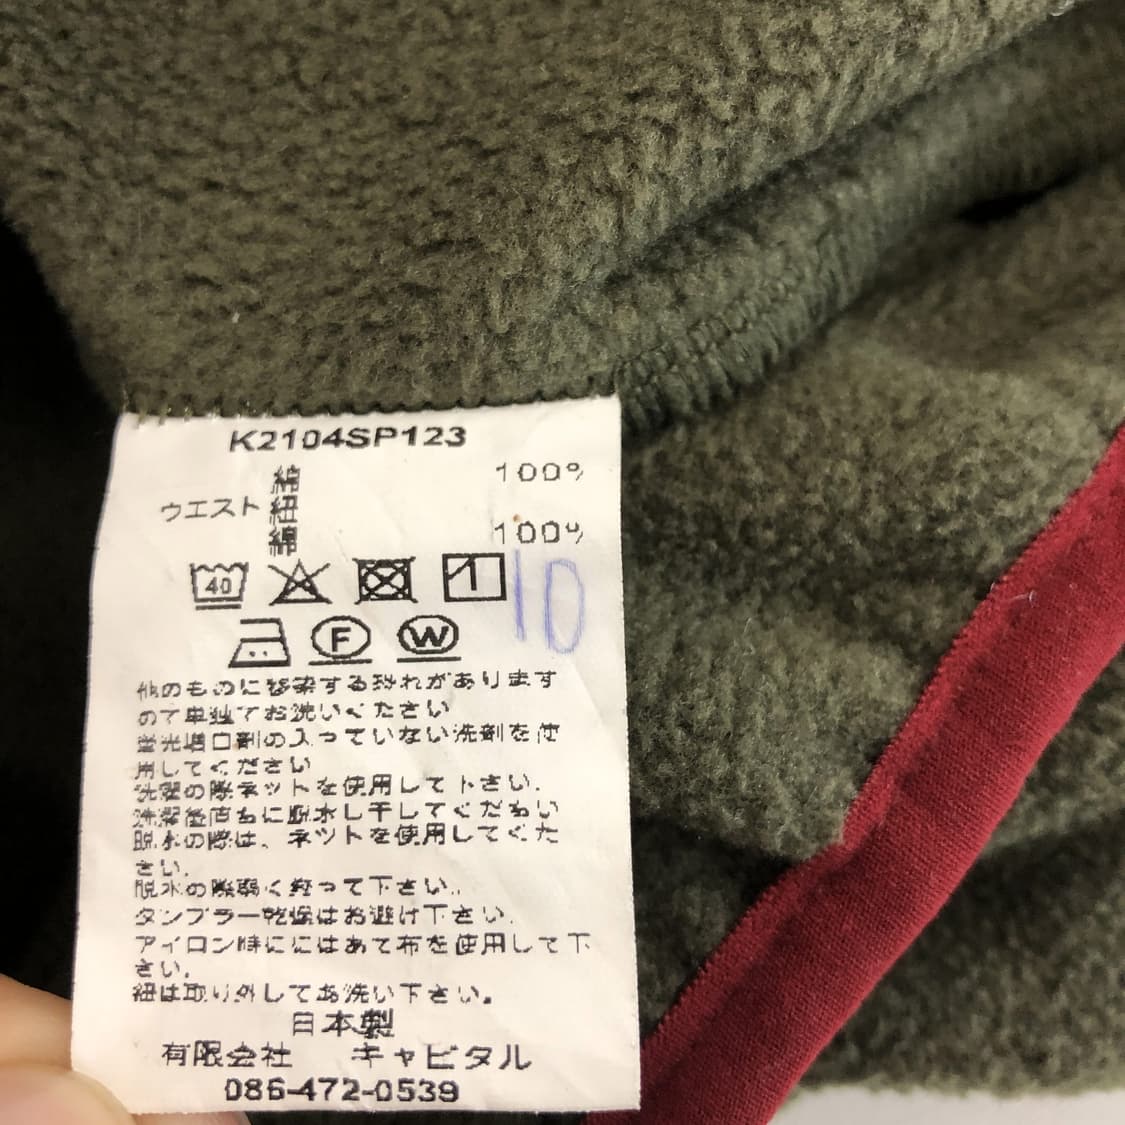 K2104SP123
綿 100%
ウエスト紐
綿 100%
40
1
10
F W
他のものに移染する恐れがあります
ので単独でお洗いください
蛍光増白剤の入っていない洗剤を使
用してください
洗濯の際ネットを使用して下さい.
洗濯後直ちに脱水し干してください
脱水の際は、ネットを使用してくだ
さい.
脱水の際弱く絞って下さい.
タンブラー乾燥はお避け下さい.
アイロン時ににはあて布を使用して下
さい.
紐は取り外してお洗い下さい。
日本製
有限会社 キャピタル
086-472-0539